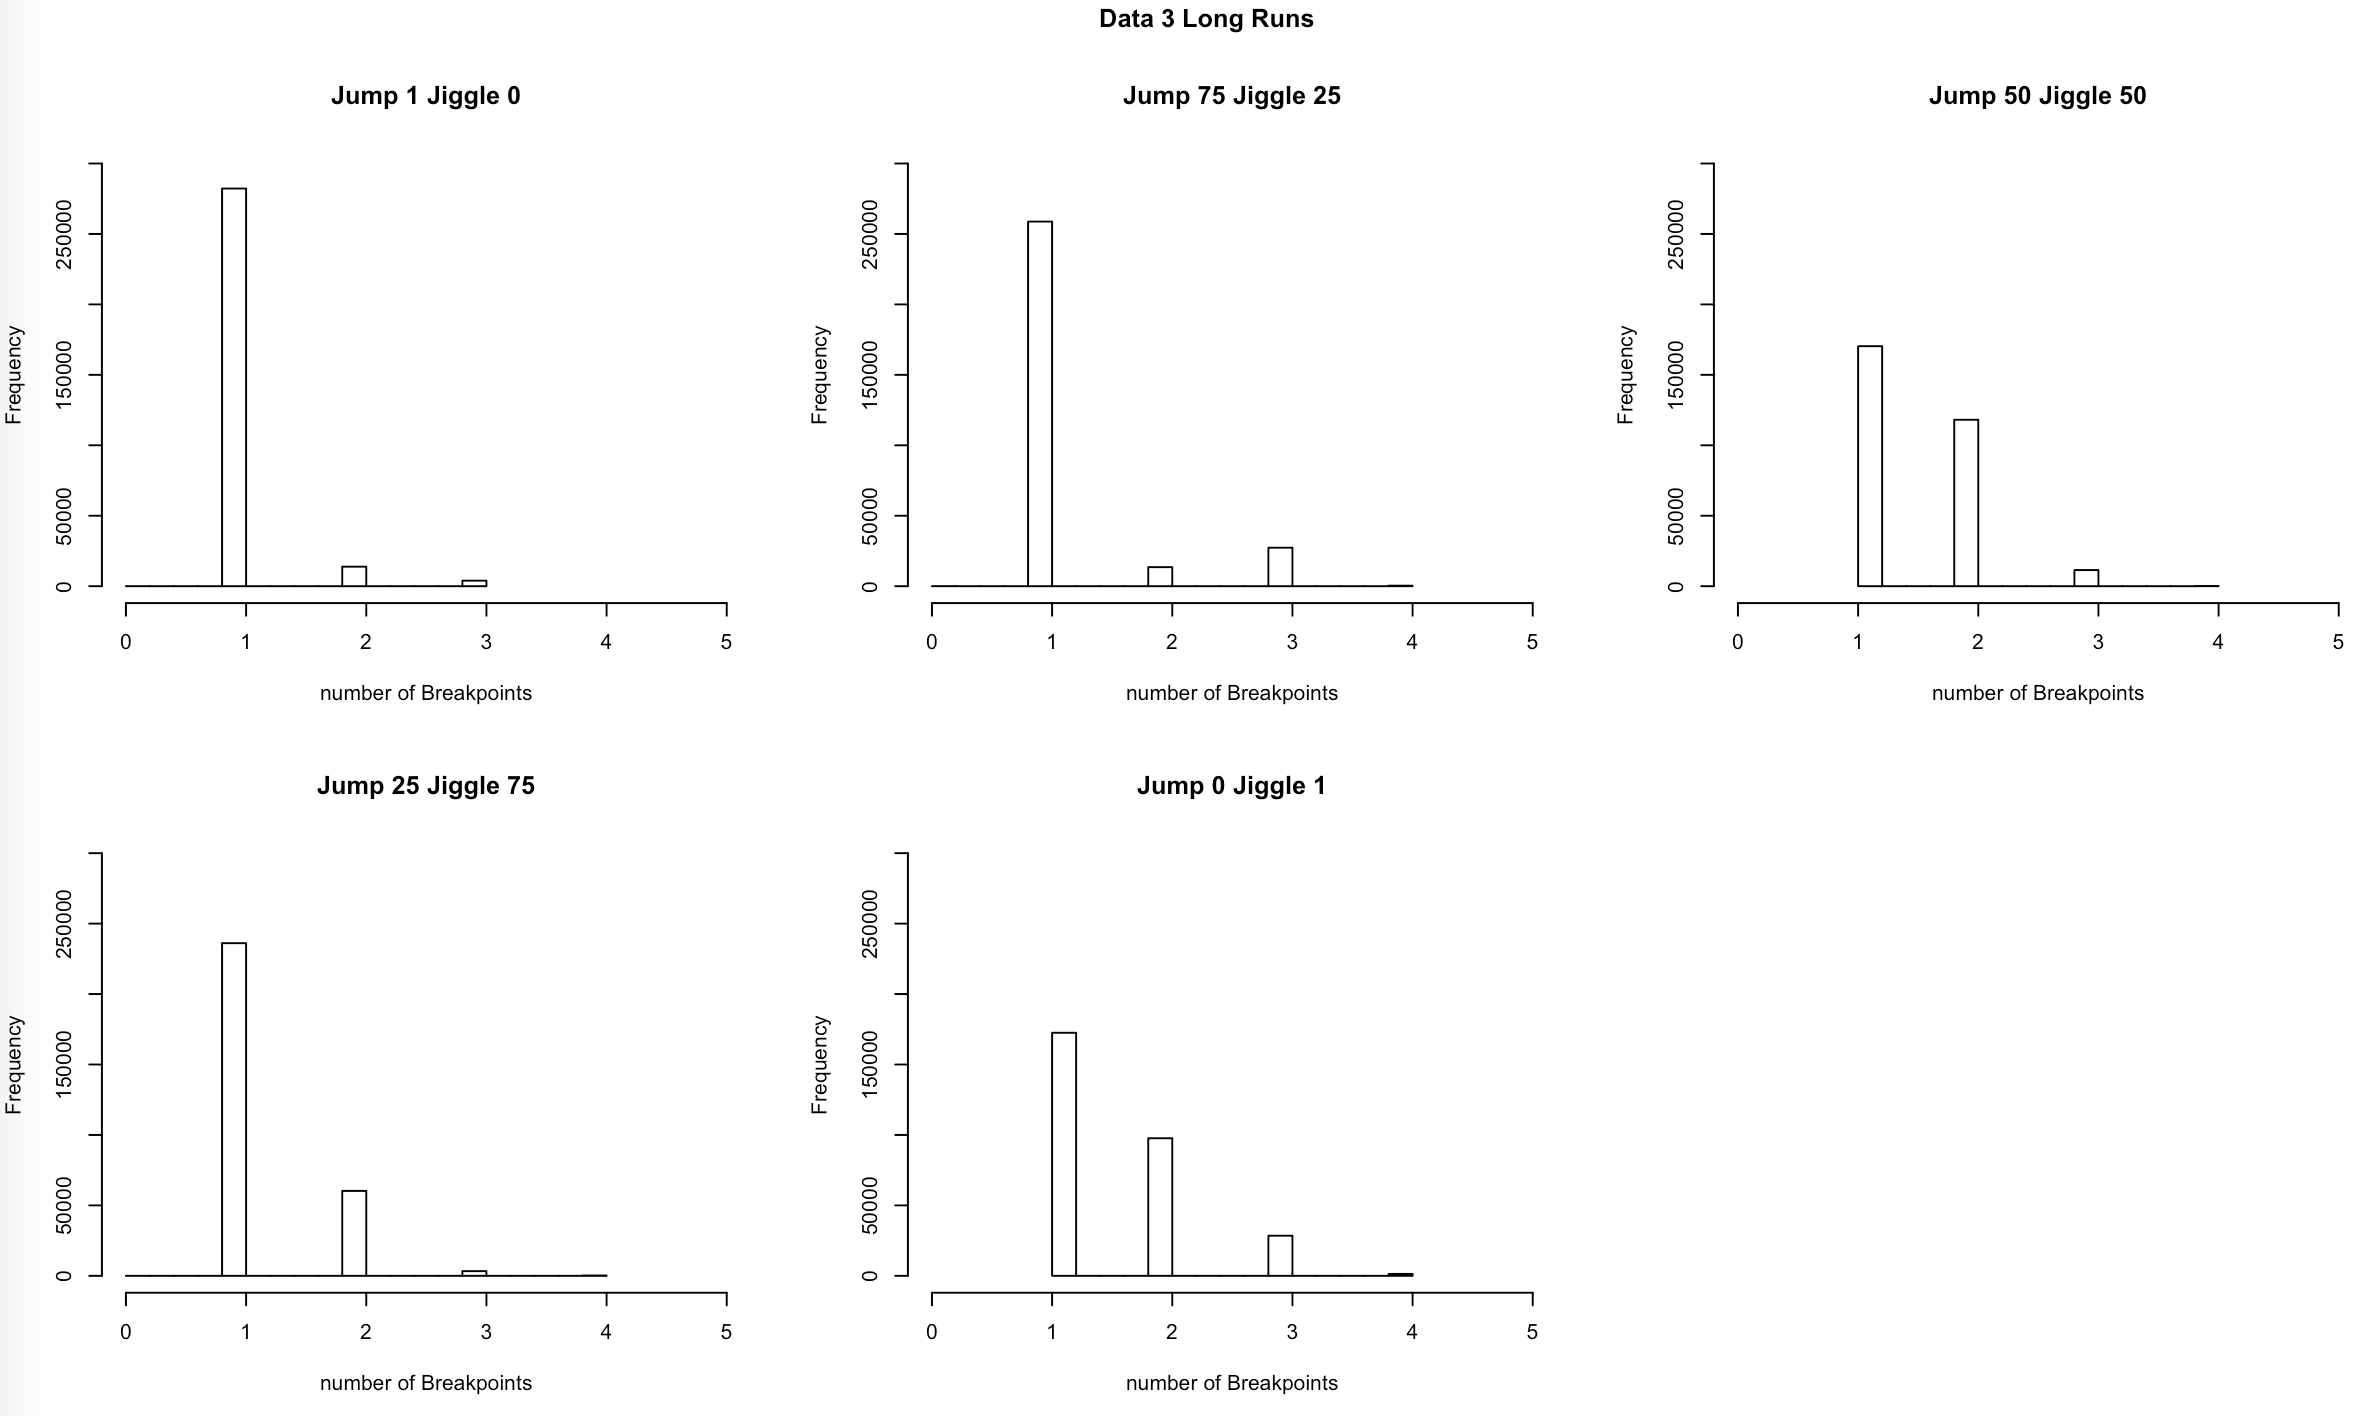 Data 3 Long Runs
Jump 1 Jiggle 0
Frequency
250000
150000
50000
0
0 1 2 3 4 5
number of Breakpoints
Jump 75 Jiggle 25
Frequency
250000
150000
50000
0
0 1 2 3 4 5
number of Breakpoints
Jump 50 Jiggle 50
Frequency
250000
150000
50000
0
0 1 2 3 4 5
number of Breakpoints
Jump 25 Jiggle 75
Frequency
250000
150000
50000
0
0 1 2 3 4 5
number of Breakpoints
Jump 0 Jiggle 1
Frequency
250000
150000
50000
0
0 1 2 3 4 5
number of Breakpoints